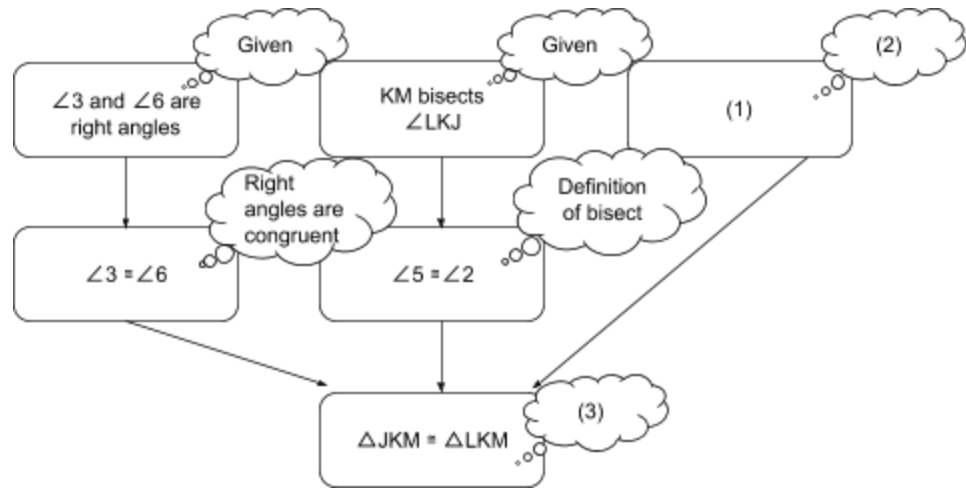 Given
Given
(2)
∠3 and ∠6 are
right angles
KM bisects
∠LKJ
(1)
Right
angles are
congruent
Definition
of bisect
∠3 ≅ ∠6
∠5 ≅ ∠2
(3)
△JKM ≅ △LKM